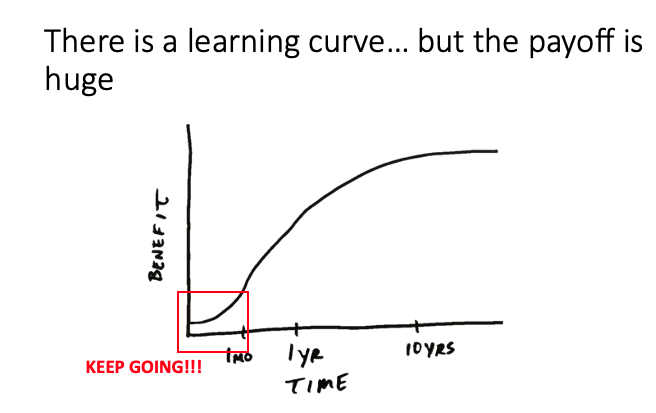 There is a learning curve... but the payoff is
huge
BENEFIT
KEEP GOING!!!
1MO
1YR
10YRS
TIME